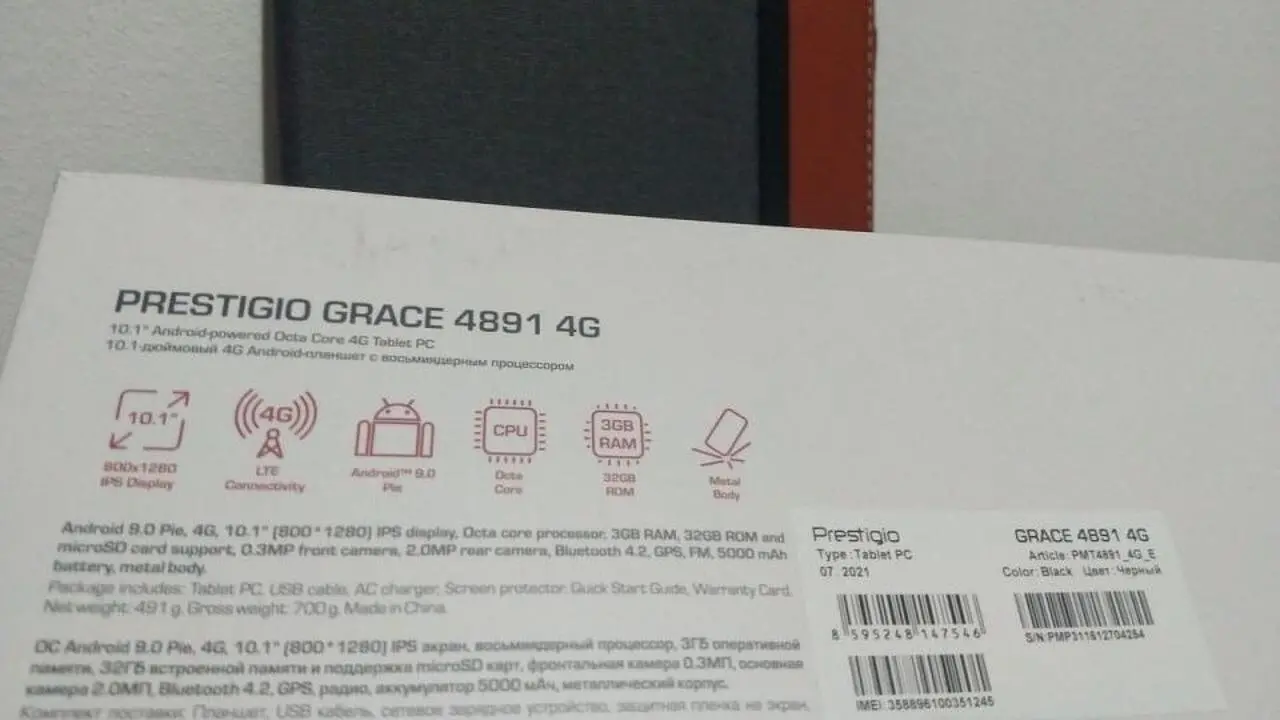 PRESTIGIO GRACE 4891 4G
10.1" Android-powered Octa Core 4G Tablet PC
10.1-дюймовый 4G Android-планшет с восьмиядерным процессором
10.1"
800x1280
IPS Display
4G
LTE
Connectivity
Android™ 9.0
Pie
CPU
Octa
Core
3GB
RAM
32GB
ROM
Metal
Body
Android 9.0 Pie, 4G, 10.1" (800*1280) IPS display, Octa core processor, 3GB RAM, 32GB ROM and
microSD card support, 0.3MP front camera, 2.0MP rear camera, Bluetooth 4.2, GPS, FM, 5000 mAh
battery, metal body.
Package includes: Tablet PC, USB cable, AC charger, Screen protector, Quick Start Guide, Warranty Card.
Net weight: 491 g, Gross weight: 700 g, Made in China.
ОС Android 9.0 Pie, 4G, 10.1" (800*1280) IPS экран, восьмиядерный процессор, 3ГБ оперативной
памяти, 32ГБ встроенной памяти и поддержка microSD карт, фронтальная камера 0.3МП, основная
камера 2.0МП, Bluetooth 4.2, GPS, радио, аккумулятор 5000 мАч, металлический корпус.
Комплект поставки: Планшет, USB кабель, сетевое зарядное устройство, защитная пленка на экран,
Prestigio
Type: Tablet PC
07. 2021
GRACE 4891 4G
Article: PMT4891_4G_E
Color: Black Цвет: Черный
8 595248 147546
S/N:PMP311612704254
IMEI: 358896100351245